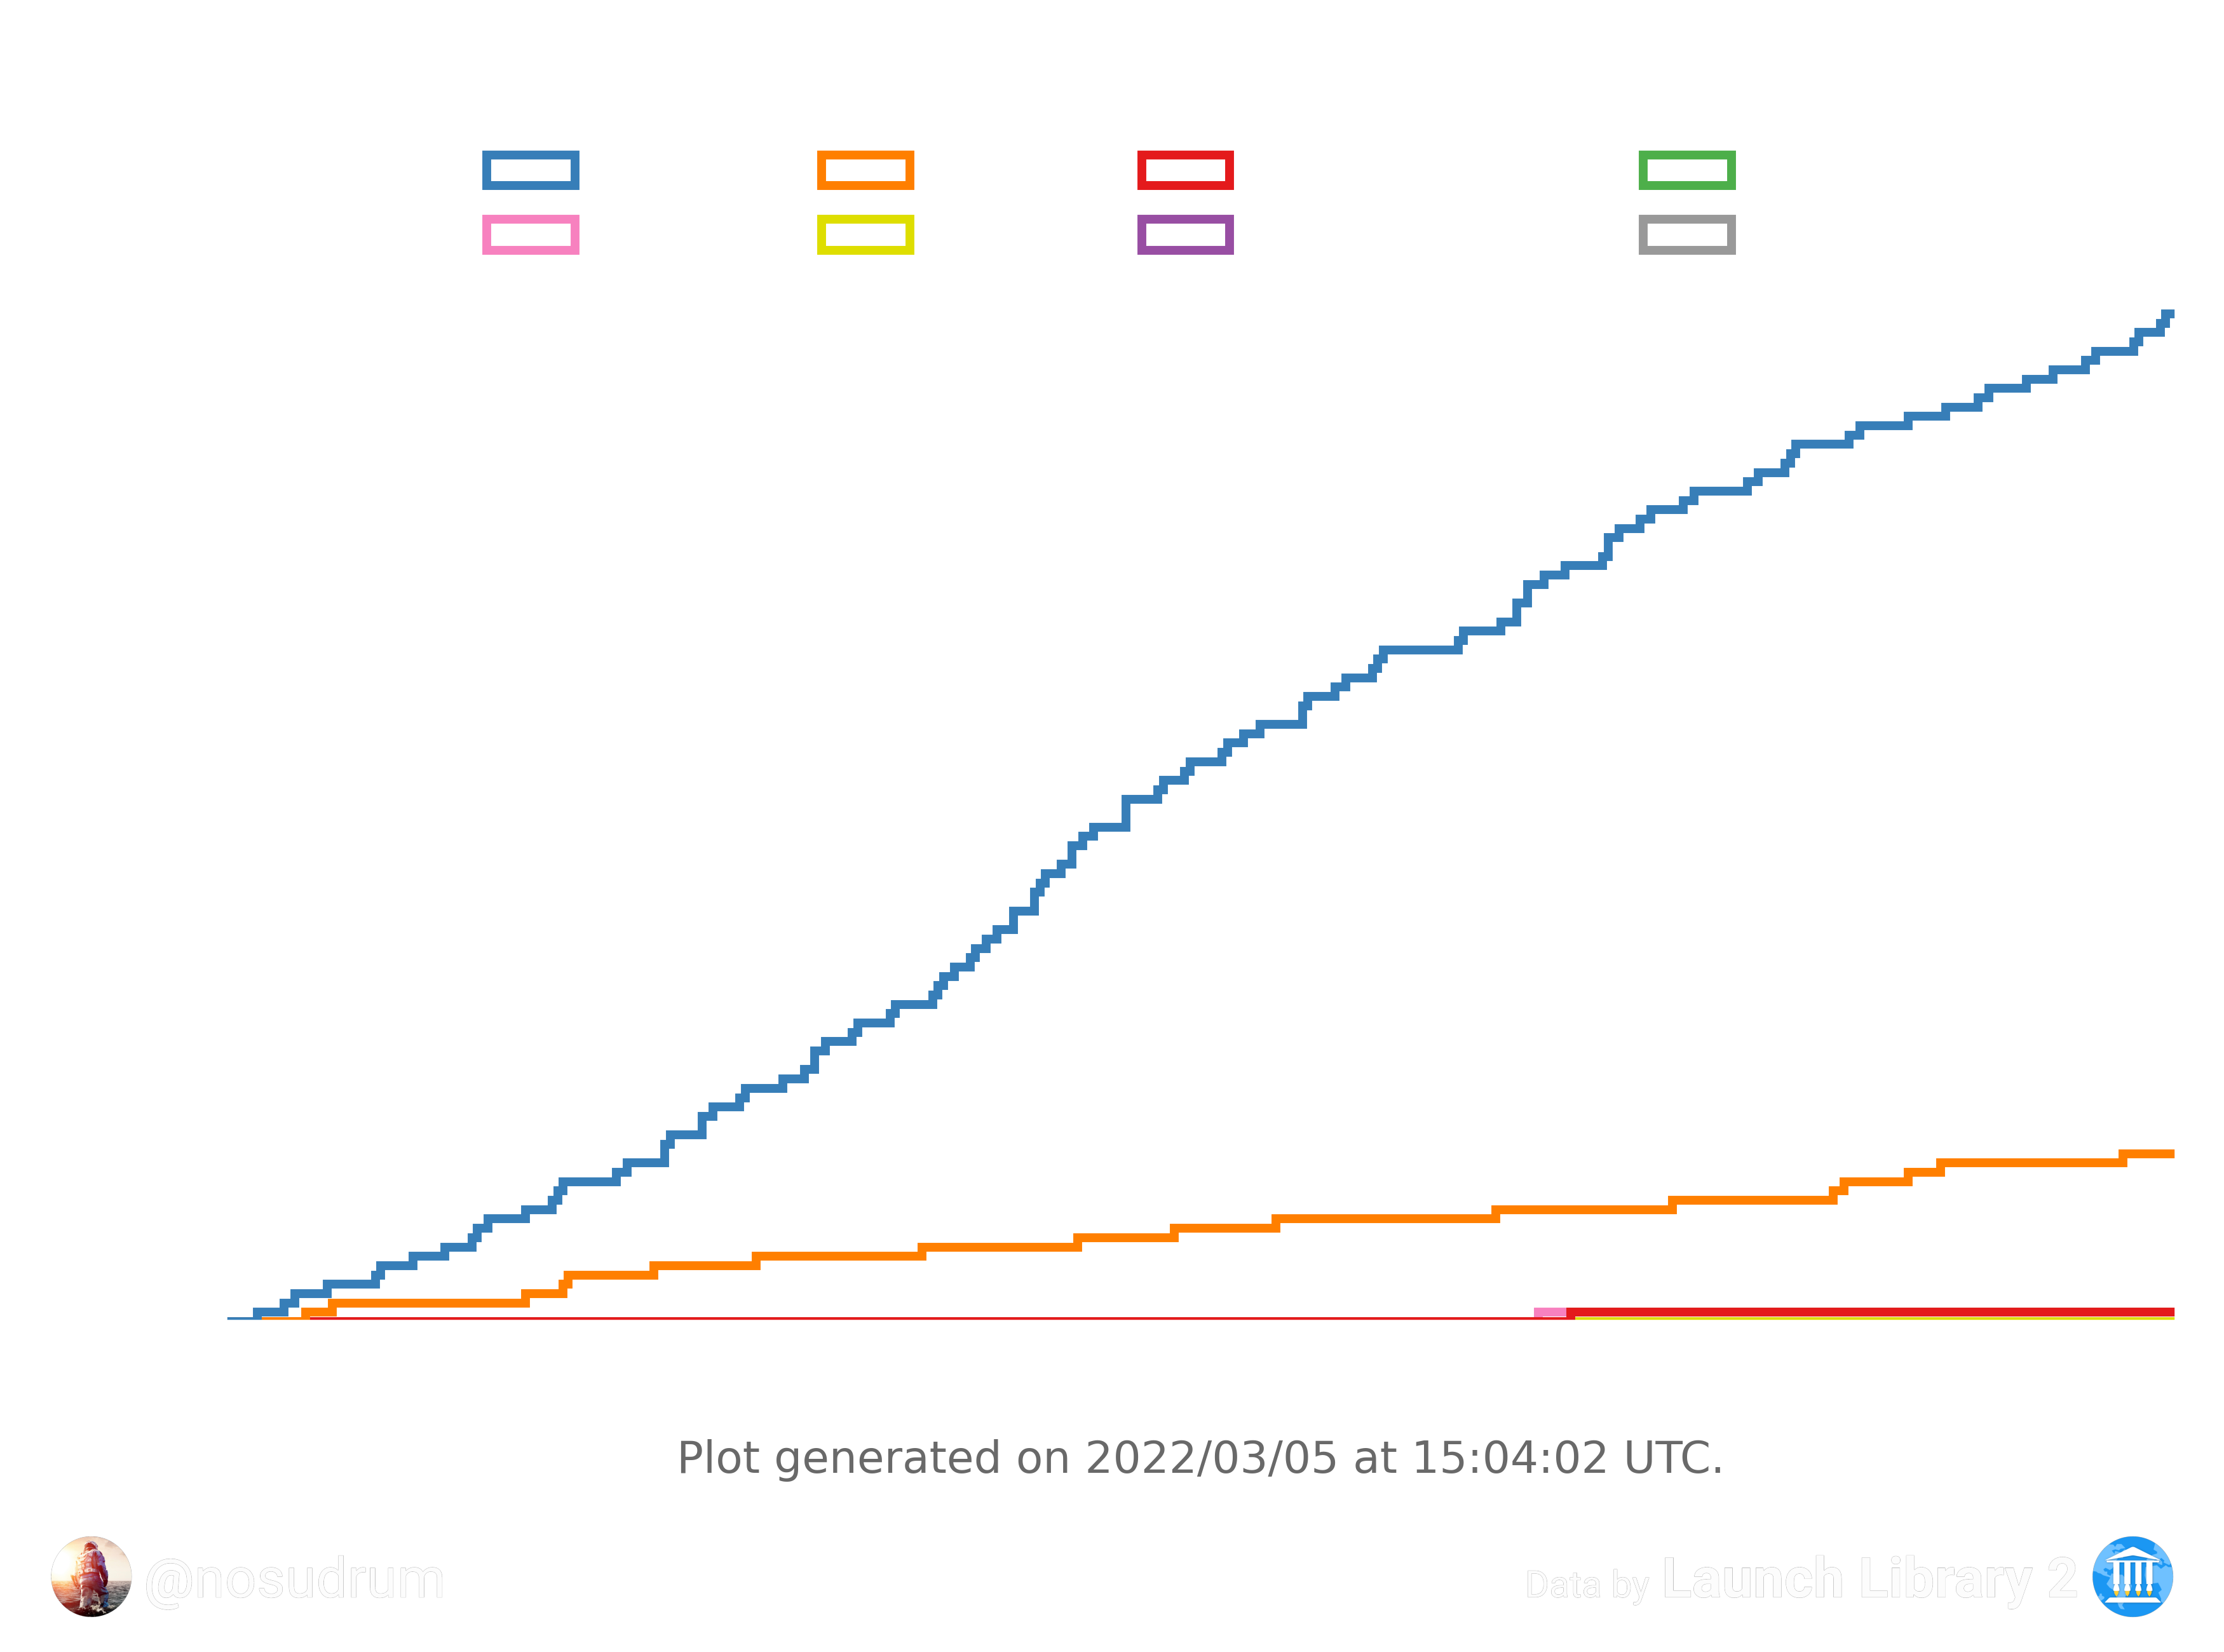 Plot generated on 2022/03/05 at 15:04:02 UTC.
@nosudrum
Data by Launch Library 2